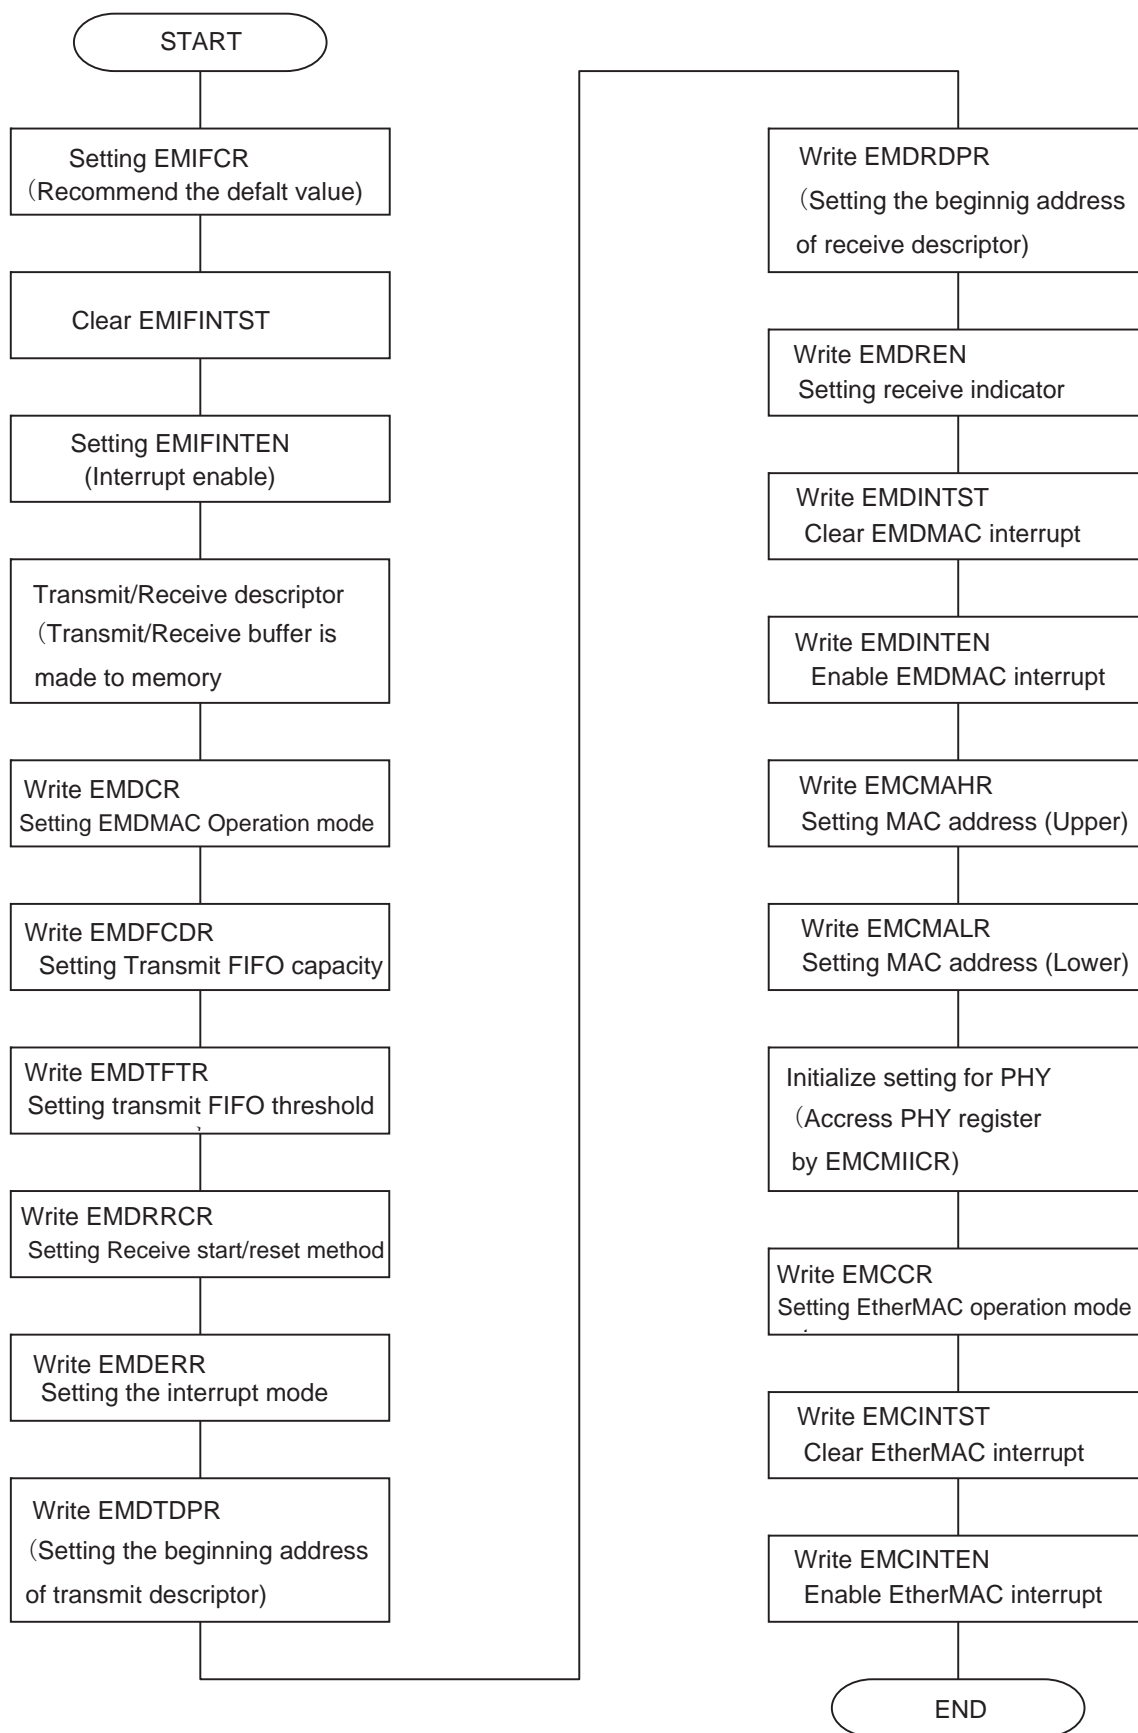 START
Setting EMIFCR
（Recommend the defalt value)
Clear EMIFINTST
Setting EMIFINTEN
(Interrupt enable)
Transmit/Receive descriptor
（Transmit/Receive buffer is
made to memory
Write EMDCR
Setting EMDMAC Operation mode
Write EMDFCDR
Setting Transmit FIFO capacity
Write EMDTFTR
Setting transmit FIFO threshold
Write EMDRRCR
Setting Receive start/reset method
Write EMDERR
Setting the interrupt mode
Write EMDTDPR
（Setting the beginning address
of transmit descriptor)
Write EMDRDPR
（Setting the beginnig address
of receive descriptor)
Write EMDREN
Setting receive indicator
Write EMDINTST
Clear EMDMAC interrupt
Write EMDINTEN
Enable EMDMAC interrupt
Write EMCMAHR
Setting MAC address (Upper)
Write EMCMALR
Setting MAC address (Lower)
Initialize setting for PHY
（Accress PHY register
by EMCMIICR)
Write EMCCR
Setting EtherMAC operation mode
Write EMCINTST
Clear EtherMAC interrupt
Write EMCINTEN
Enable EtherMAC interrupt
END